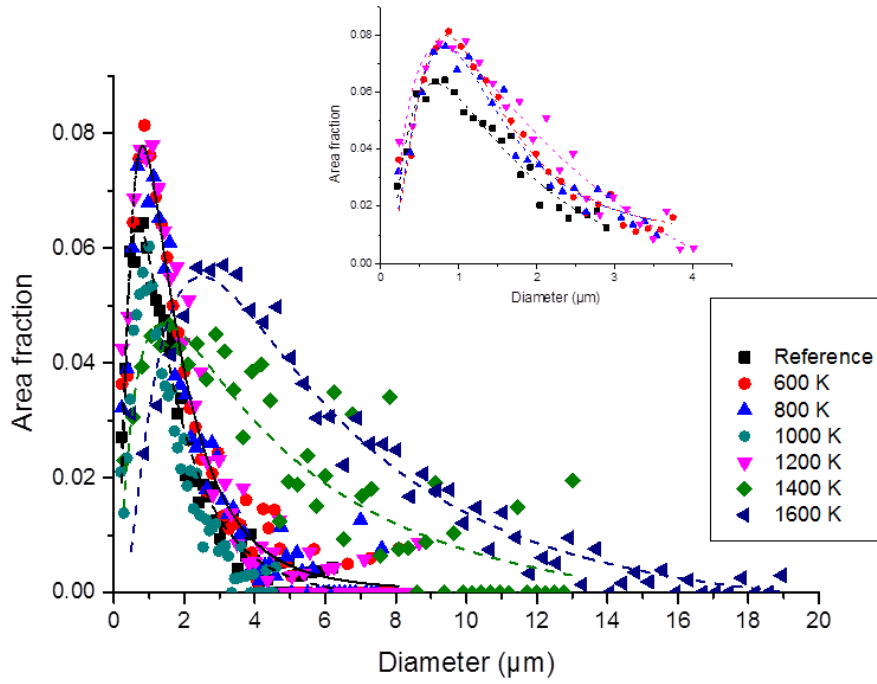 0.08
0.06
0.04
0.02
0.00
Area fraction
0 1 2 3 4
Diameter (µm)
0.08
0.06
0.04
0.02
0.00
Area fraction
0 2 4 6 8 10 12 14 16 18 20
Diameter (µm)
Reference
600 K
800 K
1000 K
1200 K
1400 K
1600 K